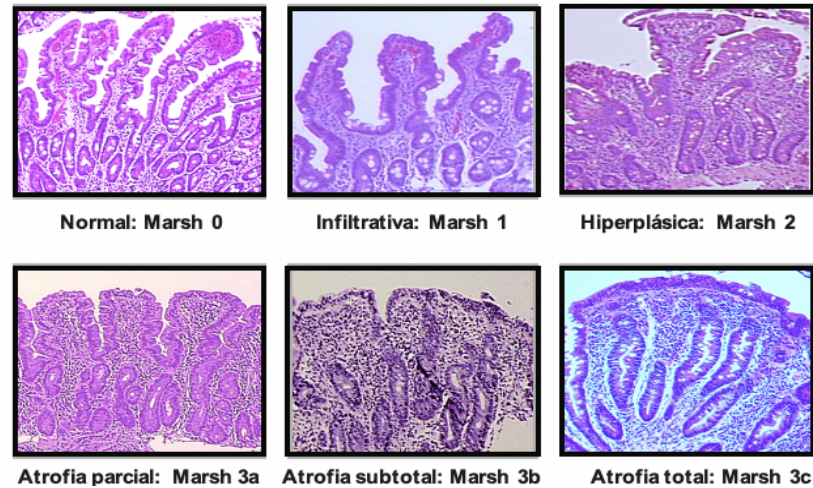 Normal: Marsh 0
Infiltrativa: Marsh 1
Hiperplásica: Marsh 2
Atrofia parcial: Marsh 3a
Atrofia subtotal: Marsh 3b
Atrofia total: Marsh 3c